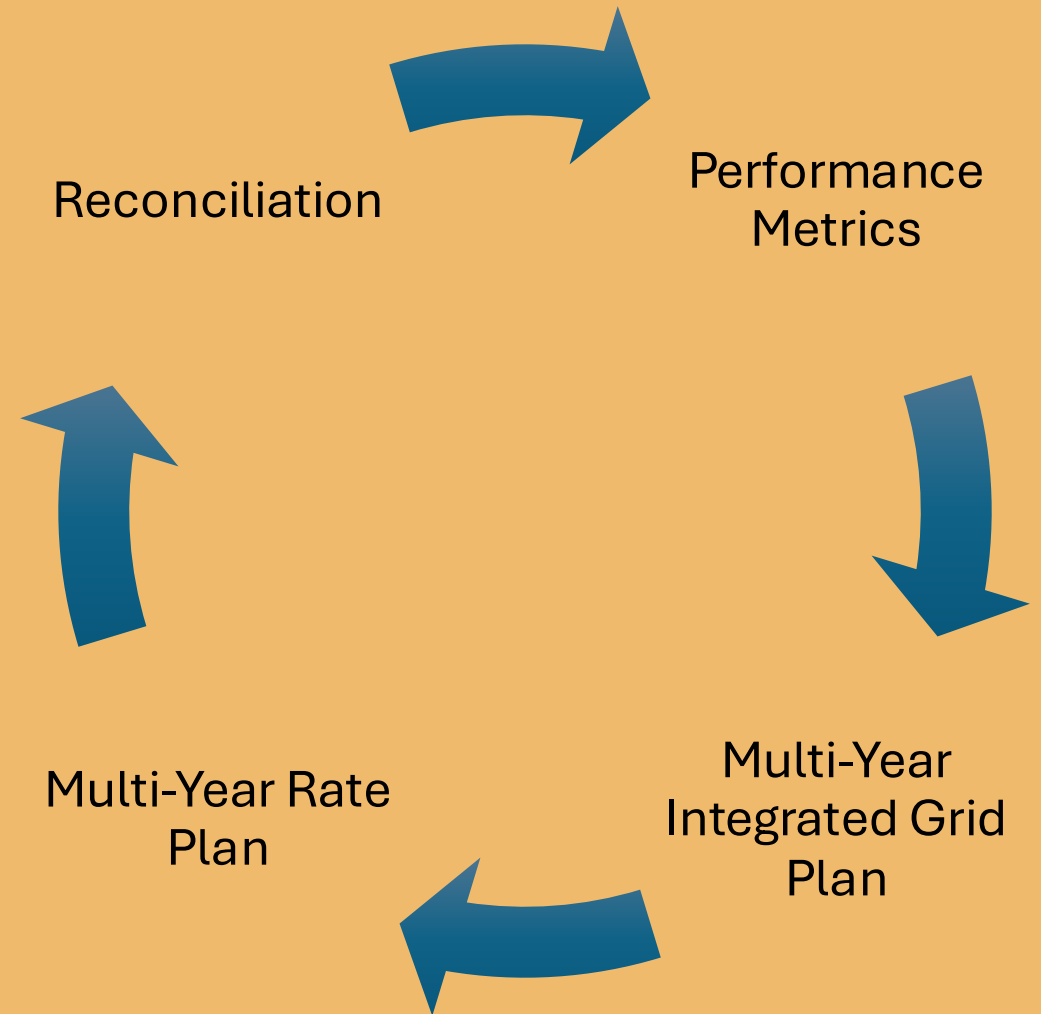 Reconciliation
Performance
Metrics
Multi-Year Rate
Plan
Multi-Year
Integrated Grid
Plan